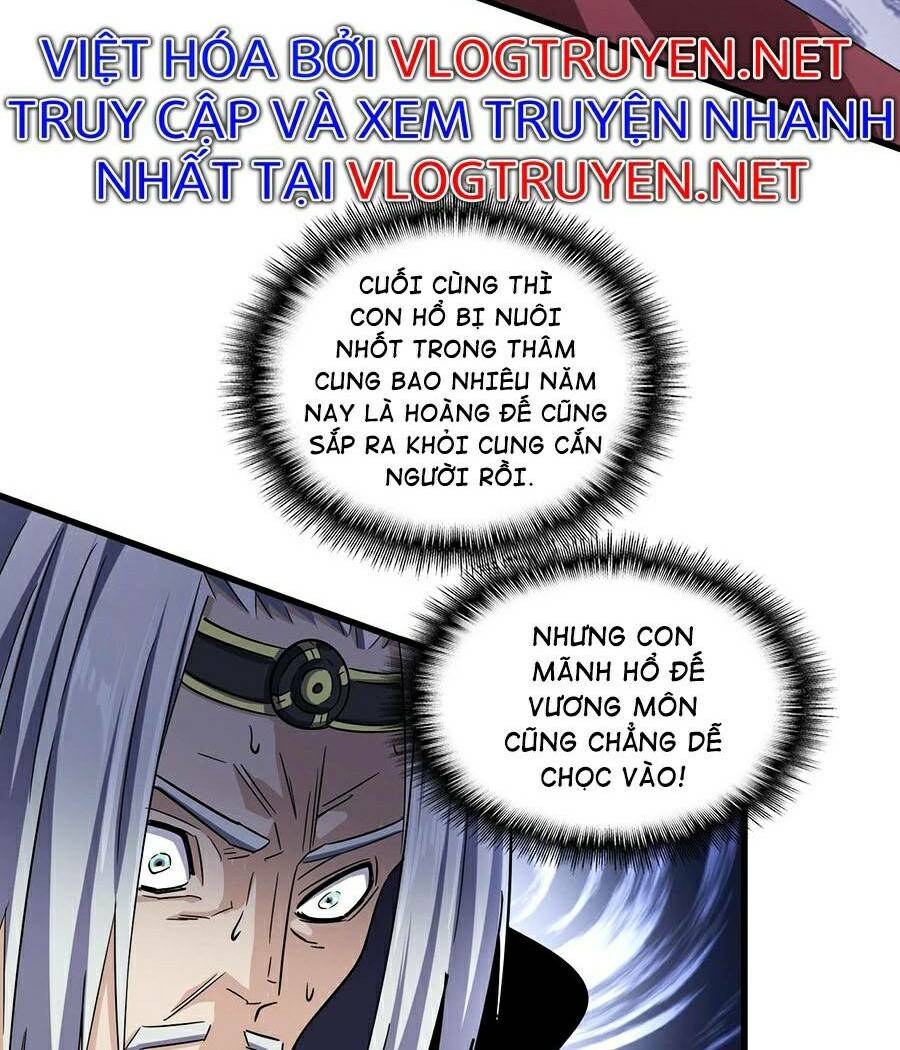 VIỆT HÓA BỞI VLOGTRUYEN.NET
TRUY CẬP VÀ XEM TRUYỆN NHANH
NHẤT TẠI VLOGTRUYEN.NET
CUỐI CÙNG THÌ
CON HỔ BỊ NUÔI
NHỐT TRONG THÂM
CUNG BAO NHIÊU NĂM
NAY LÀ HOÀNG ĐẾ CŨNG
SẮP RA KHỎI CUNG CẮN
NGƯỜI RỒI.
NHƯNG CON
MÃNH HỔ ĐẾ
VƯƠNG MÔN
CŨNG CHẲNG DỄ
CHỌC VÀO!